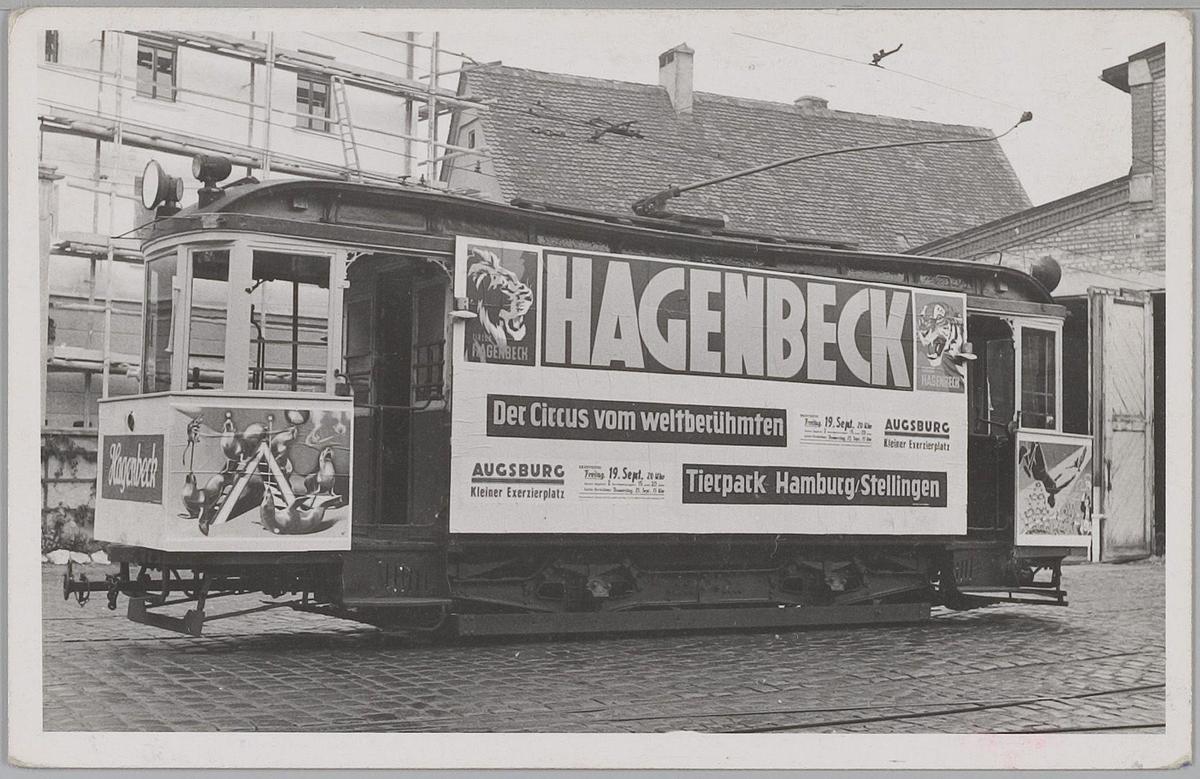 HAGENBECK
HAGENBECK
HAGENBECK
Der Circus vom weltberühmten
Freitag, 19. Sept. 20 Uhr
AUGSBURG
Kleiner Exerzierplatz
AUGSBURG
Kleiner Exerzierplatz
Freitag, 19. Sept. 20 Uhr
Tierpark Hamburg/Stellingen
Hagenbeck